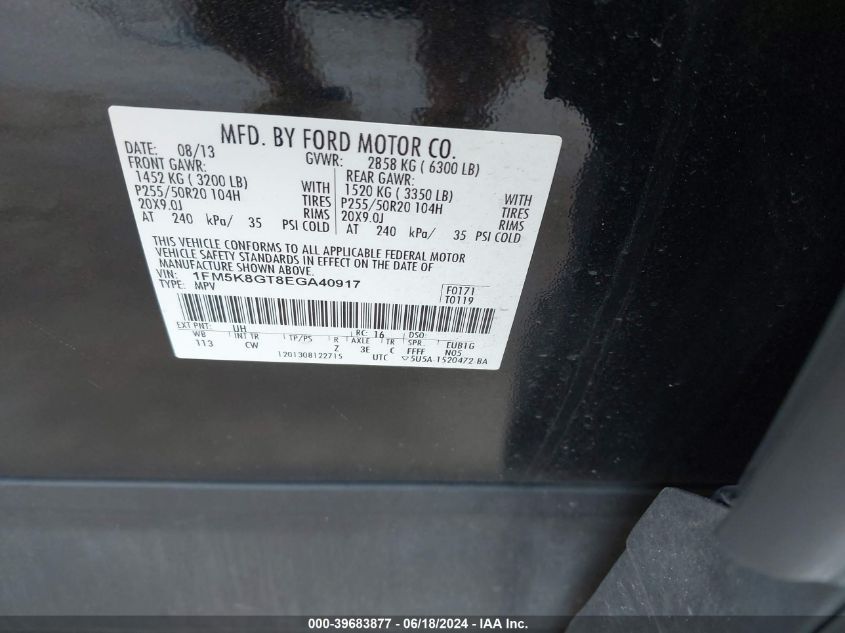 MFD. BY FORD MOTOR CO.
DATE: 08/13 GVWR: 2858 KG ( 6300 LB)
FRONT GAWR: REAR GAWR:
1452 KG ( 3200 LB) WITH 1520 KG ( 3350 LB) WITH
P255/50R20 104H TIRES P255/50R20 104H TIRES
20X9.0J RIMS 20X9.0J RIMS
AT 240 kPa/ 35 PSI COLD AT 240 kPa/ 35 PSI COLD
THIS VEHICLE CONFORMS TO ALL APPLICABLE FEDERAL MOTOR
VEHICLE SAFETY STANDARDS IN EFFECT ON THE DATE OF
MANUFACTURE SHOWN ABOVE.
VIN: 1FM5K8GT8EGA40917 F0171
TYPE: MPV T0119
EXT PNT: UH RC: 16 DSO:
WB INT TR TP/PS R AXLE TR SPR EUB1G
113 CW Z 3E C FFFF N05
1201308122715 UTC 5U5A-1520472-BA
000-39683877 - 06/18/2024 - IAA Inc.